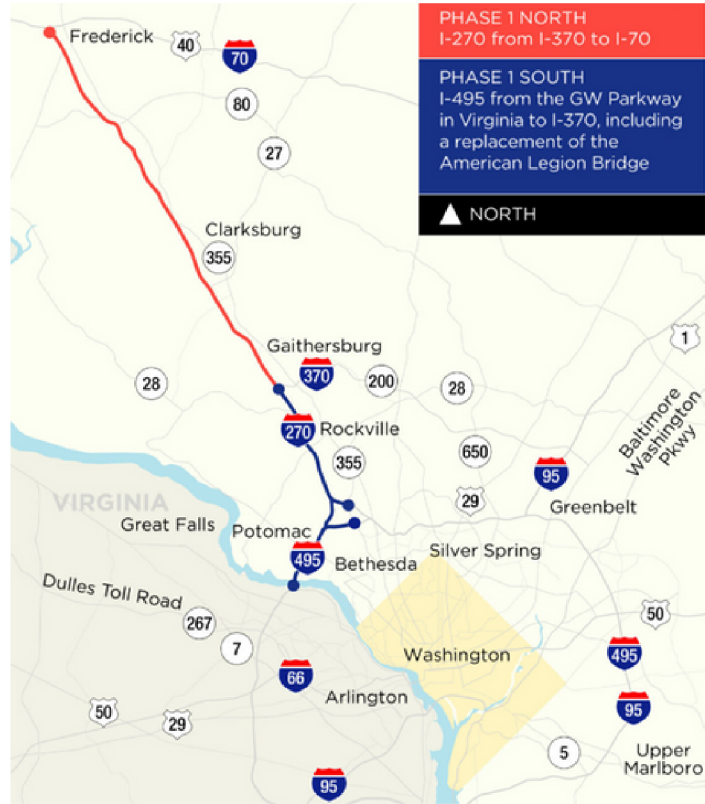 PHASE 1 NORTH
I-270 from I-370 to I-70
PHASE 1 SOUTH
I-495 from the GW Parkway
in Virginia to I-370, including
a replacement of the
American Legion Bridge
NORTH
Frederick
40
70
80
27
Clarksburg
355
1
Gaithersburg
370
28
200
28
270
Rockville
Baltimore
Washington
Pkwy
355
650
95
29
Greenbelt
VIRGINIA
Great Falls
Potomac
495
Bethesda
Silver Spring
Dulles Toll Road
267
7
50
Washington
495
66
Arlington
50
29
95
5
Upper
Marlboro
95